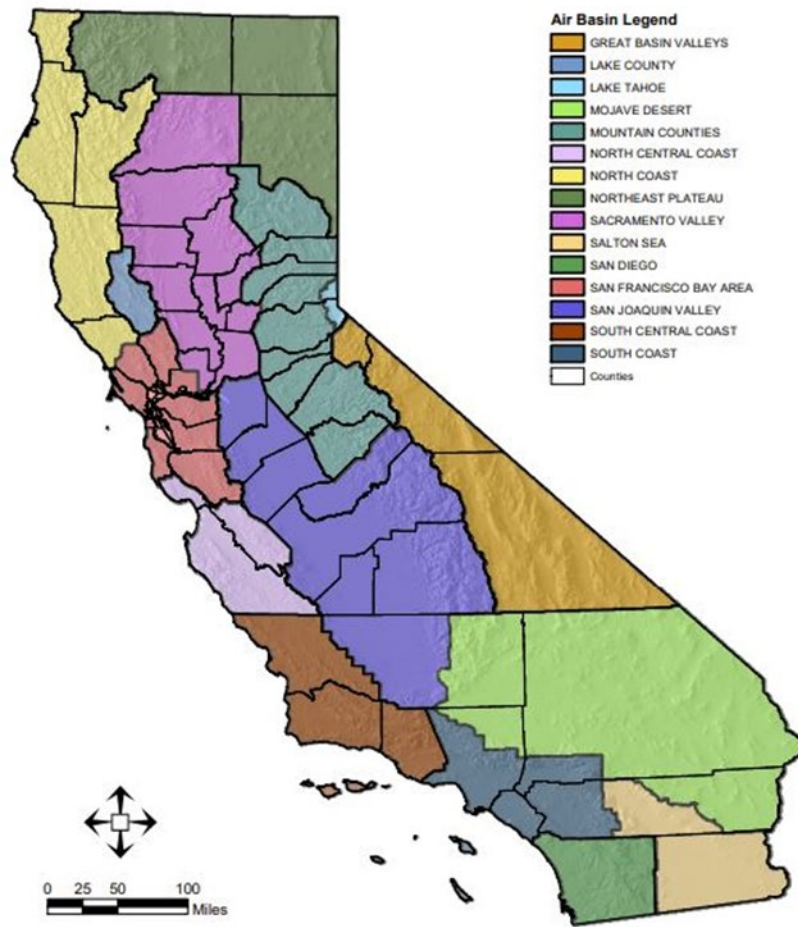 Air Basin Legend
GREAT BASIN VALLEYS
LAKE COUNTY
LAKE TAHOE
MOJAVE DESERT
MOUNTAIN COUNTIES
NORTH CENTRAL COAST
NORTH COAST
NORTHEAST PLATEAU
SACRAMENTO VALLEY
SALTON SEA
SAN DIEGO
SAN FRANCISCO BAY AREA
SAN JOAQUIN VALLEY
SOUTH CENTRAL COAST
SOUTH COAST
Counties
0 25 50 100
Miles